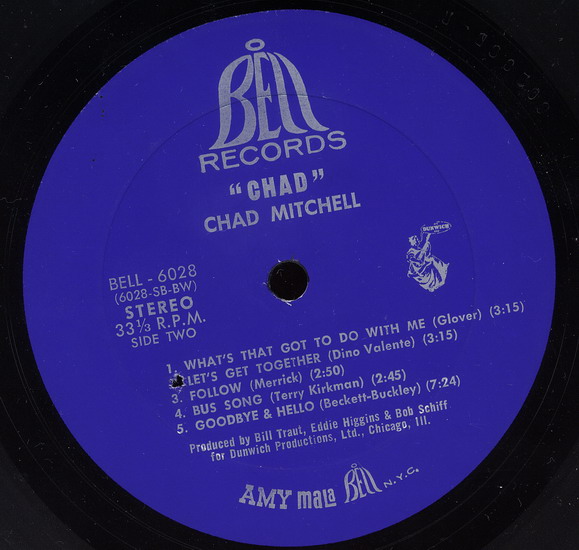 BELL
RECORDS
"CHAD"
CHAD MITCHELL
DUNWICH
BELL - 6028
(6028-SB-BW)
STEREO
33⅓ R.P.M.
SIDE TWO
1. WHAT'S THAT GOT TO DO WITH ME (Glover) (3:15)
2. LET'S GET TOGETHER (Dino Valente) (3:15)
3. FOLLOW (Merrick) (2:50)
4. BUS SONG (Terry Kirkman) (2:45)
5. GOODBYE & HELLO (Beckett-Buckley) (7:24)
Produced by Bill Traut, Eddie Higgins & Bob Schiff
for Dunwich Productions, Ltd., Chicago, Ill.
AMY mala BELL N.Y.C.